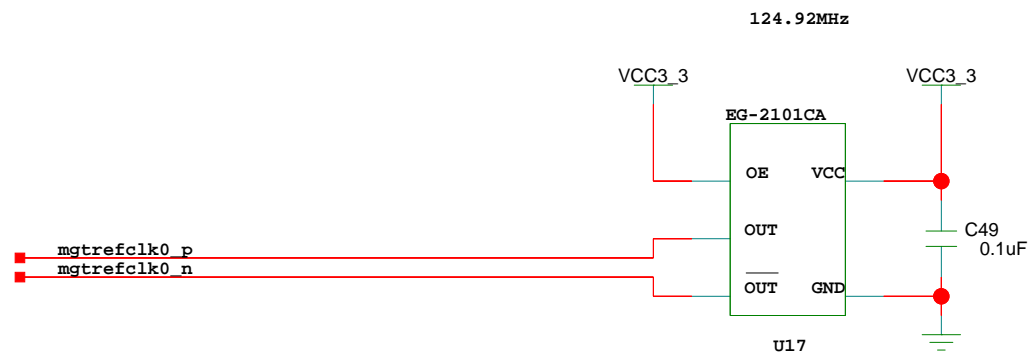 124.92MHz
VCC3_3
VCC3_3
EG-2101CA
OE
VCC
OUT
C49
0.1uF
mgtrefclk0_p
mgtrefclk0_n
OUT
GND
U17